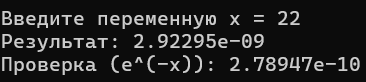 Введите переменную x = 22
Результат: 2.92295e-09
Проверка (e^(-x)): 2.78947e-10